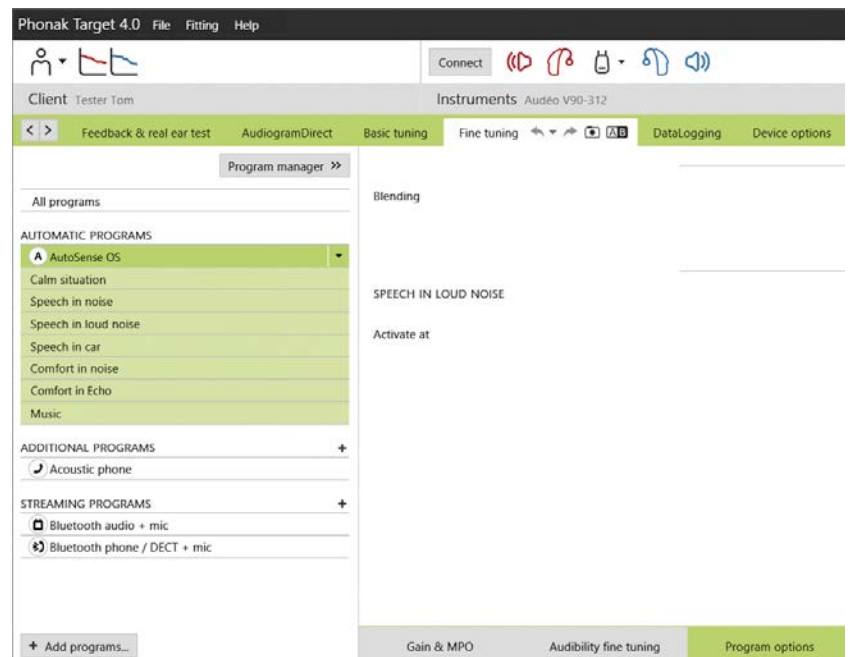 Phonak Target 4.0 File Fitting Help
Connect
Client Tester Tom
Instruments Audéo V90-312
< > Feedback & real ear test AudiogramDirect Basic tuning Fine tuning A B DataLogging Device options
Program manager >>
All programs
Blending
AUTOMATIC PROGRAMS
A AutoSense OS
Calm situation
Speech in noise
SPEECH IN LOUD NOISE
Speech in loud noise
Activate at
Speech in car
Comfort in noise
Comfort in Echo
Music
ADDITIONAL PROGRAMS +
Acoustic phone
STREAMING PROGRAMS +
Bluetooth audio + mic
Bluetooth phone / DECT + mic
+ Add programs...
Gain & MPO Audibility fine tuning Program options